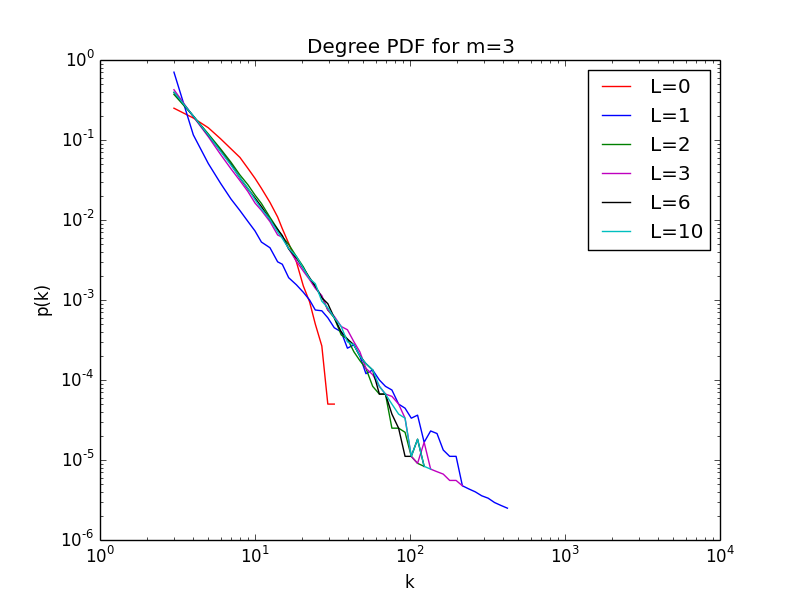 Degree PDF for m=3
10^0
10^-1
10^-2
10^-3
10^-4
10^-5
10^-6
p(k)
L=0
L=1
L=2
L=3
L=6
L=10
10^0
10^1
10^2
10^3
10^4
k